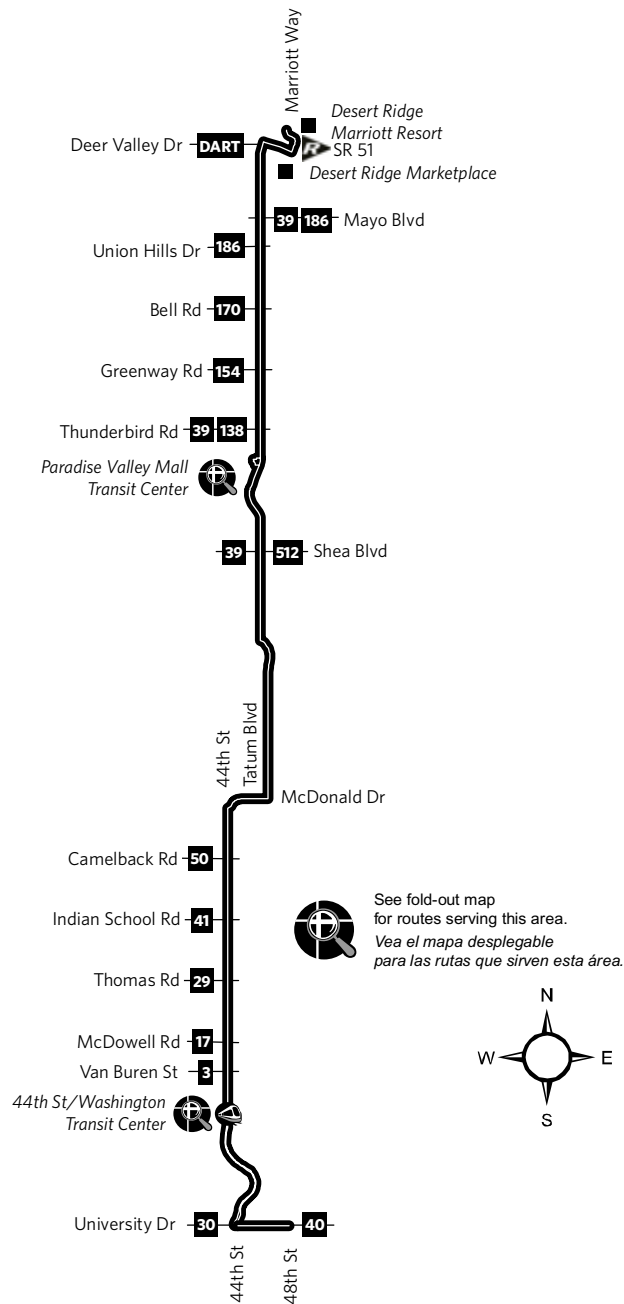 Marriott Way
Desert Ridge
Marriott Resort
Deer Valley Dr DART R SR 51
Desert Ridge Marketplace
39 186 Mayo Blvd
Union Hills Dr 186
Bell Rd 170
Greenway Rd 154
Thunderbird Rd 39 138
Paradise Valley Mall
Transit Center
39 512 Shea Blvd
44th St
Tatum Blvd
McDonald Dr
Camelback Rd 50
See fold-out map
for routes serving this area.
Vea el mapa desplegable
para las rutas que sirven esta área.
Indian School Rd 41
Thomas Rd 29
N
McDowell Rd 17
W E
Van Buren St 3
S
44th St/Washington
Transit Center
University Dr 30 40
44th St
48th St